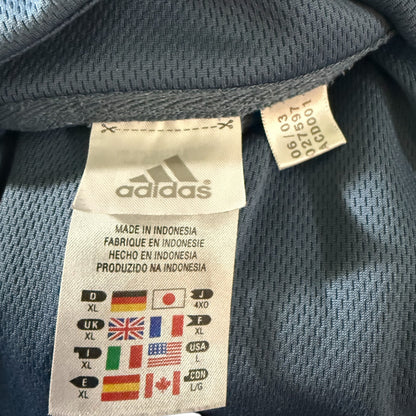 adidas
MADE IN INDONESIA
FABRIQUE EN INDONESIE
HECHO EN INDONESIA
PRODUZIDO NA INDONESIA
D XL J 4XO
UK XL F XL
I XL USA L
E XL CDN L/G
06/03
027597
ACD001